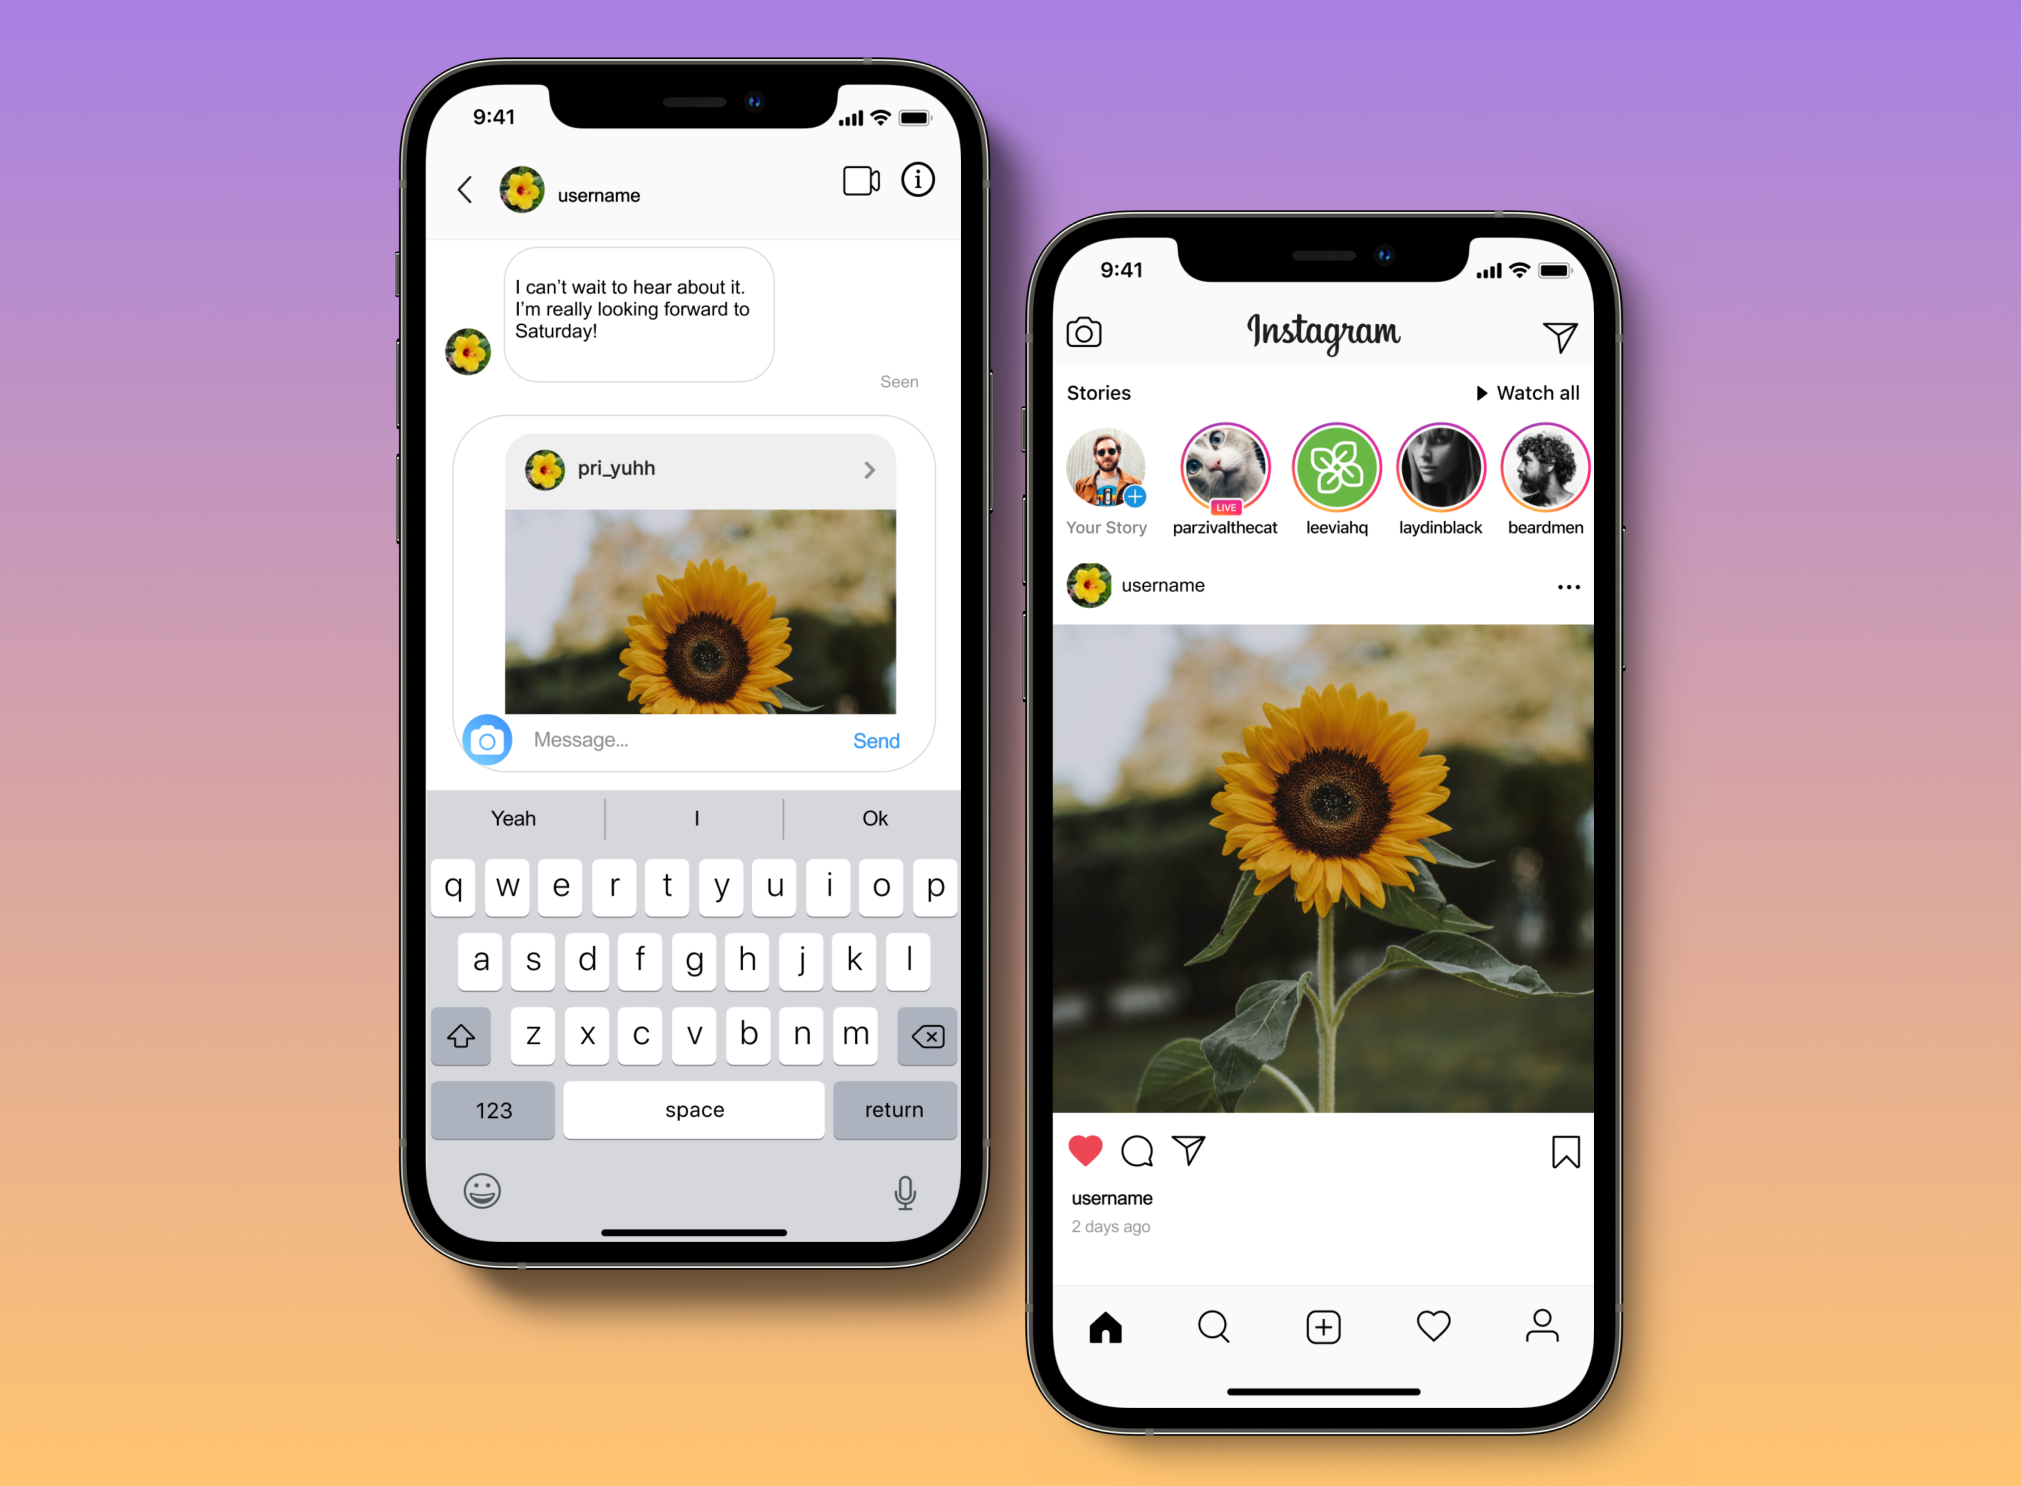 9:41
username
I can’t wait to hear about it.
I’m really looking forward to
Saturday!
Seen
pri_yuhh
Message...
Send
Yeah
I
Ok
q w e r t y u i o p
a s d f g h j k l
z x c v b n m
123
space
return
9:41
Instagram
Stories
Watch all
LIVE
Your Story
parzivalthecat
leeviahq
laydinblack
beardmen
username
username
2 days ago